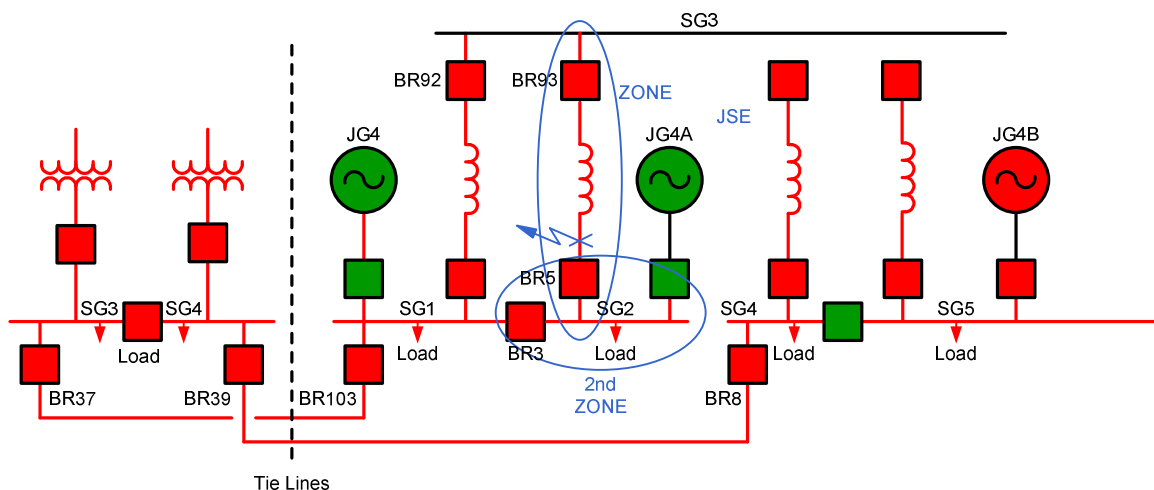 SG3
BR92
BR93
ZONE
JSE
JG4
JG4A
JG4B
BR5
SG3
SG4
SG1
SG2
SG4
SG5
Load
Load
BR3
Load
Load
Load
BR37
BR39
BR103
2nd
ZONE
BR8
Tie Lines